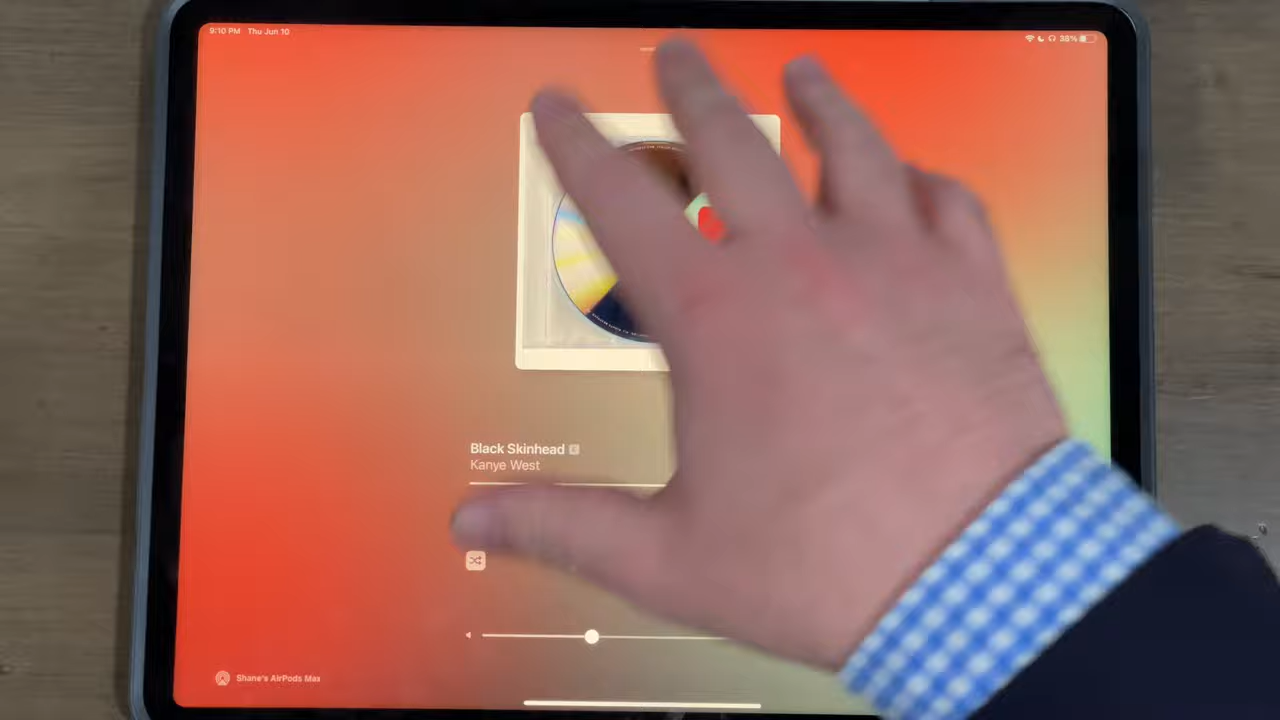 9:10 PM Thu Jun 10
38%
Black Skinhead E
Kanye West
Shane's AirPods Max